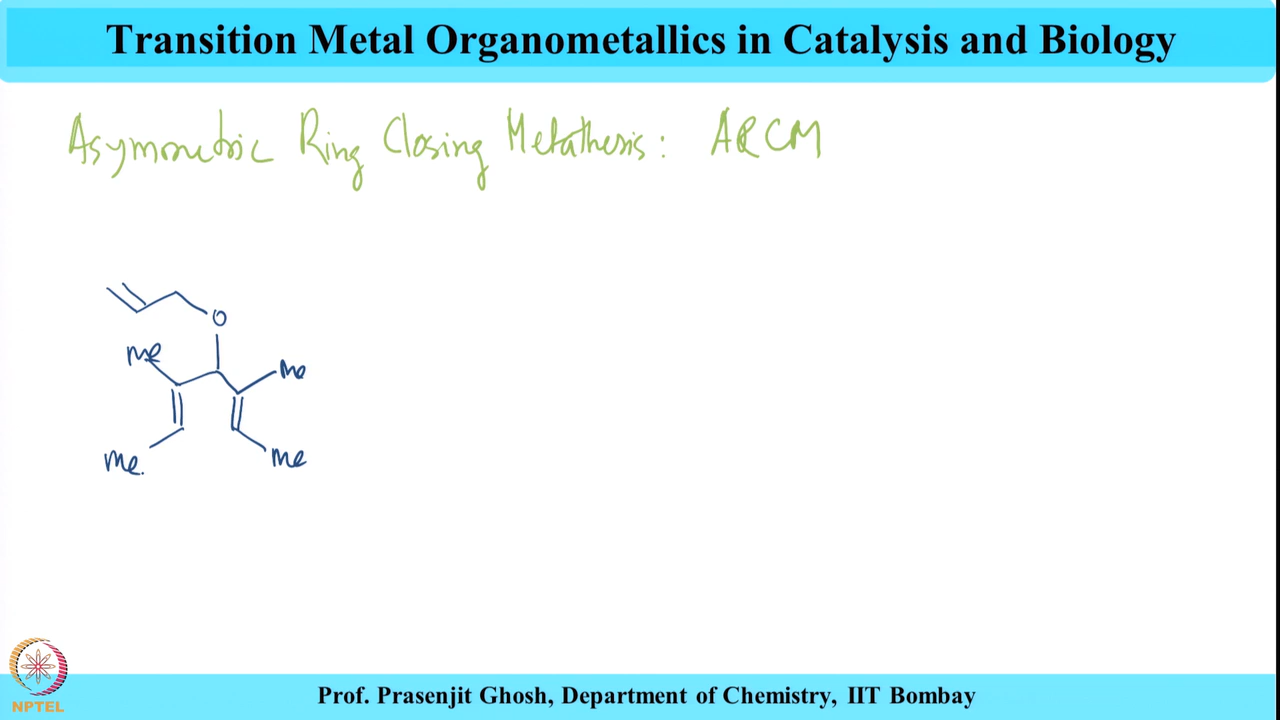 Transition Metal Organometallics in Catalysis and Biology
Asymmetric Ring Closing Metathesis: ARCM
O
Me
Me
Me.
Me
NPTEL
Prof. Prasenjit Ghosh, Department of Chemistry, IIT Bombay